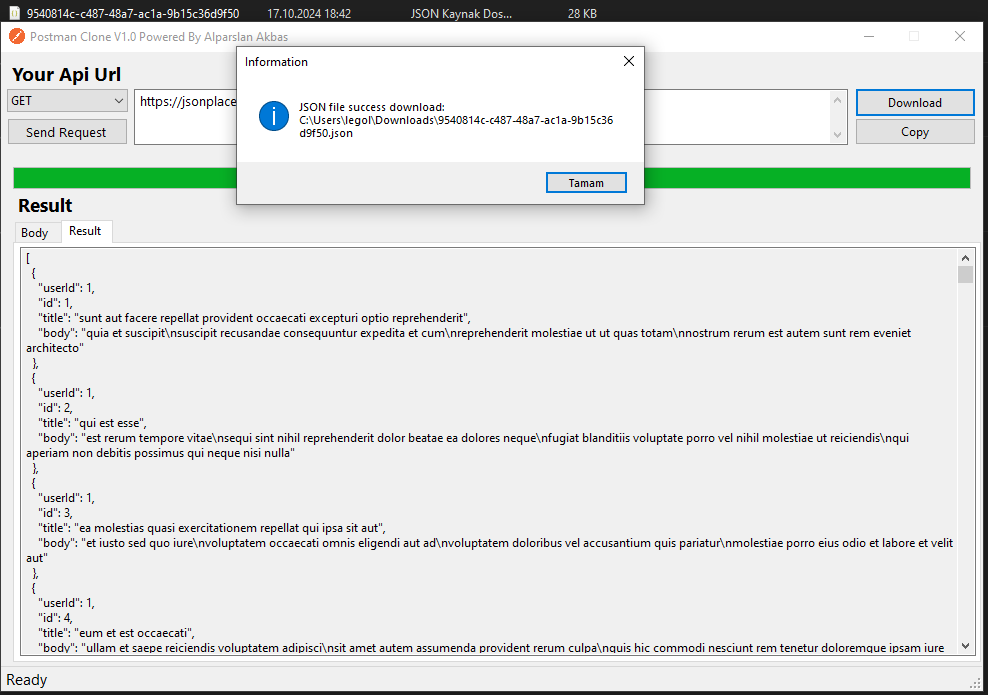 9540814c-c487-48a7-ac1a-9b15c36d9f50 17.10.2024 18:42 JSON Kaynak Dos... 28 KB
Postman Clone V1.0 Powered By Alparslan Akbas
Information
Your Api Url
GET
https://jsonplace
Download
Send Request
Copy
JSON file success download:
C:\Users\legol\Downloads\9540814c-c487-48a7-ac1a-9b15c36
d9f50.json
Tamam
Result
Body Result
[
{
"userId": 1,
"id": 1,
"title": "sunt aut facere repellat provident occaecati excepturi optio reprehenderit",
"body": "quia et suscipit\nsuscipit recusandae consequuntur expedita et cum\nreprehenderit molestiae ut ut quas totam\nnostrum rerum est autem sunt rem eveniet
architecto"
},
{
"userId": 1,
"id": 2,
"title": "qui est esse",
"body": "est rerum tempore vitae\nsequi sint nihil reprehenderit dolor beatae ea dolores neque\nfugiat blanditiis voluptate porro vel nihil molestiae ut reiciendis\nqui
aperiam non debitis possimus qui neque nisi nulla"
},
{
"userId": 1,
"id": 3,
"title": "ea molestias quasi exercitationem repellat qui ipsa sit aut",
"body": "et iusto sed quo iure\nvoluptatem occaecati omnis eligendi aut ad\nvoluptatem doloribus vel accusantium quis pariatur\nmolestiae porro eius odio et labore et velit
aut"
},
{
"userId": 1,
"id": 4,
"title": "eum et est occaecati",
"body": "ullam et saepe reiciendis voluptatem adipisci\nsit amet autem assumenda provident rerum culpa\nquis hic commodi nesciunt rem tenetur doloremque ipsam iure
Ready